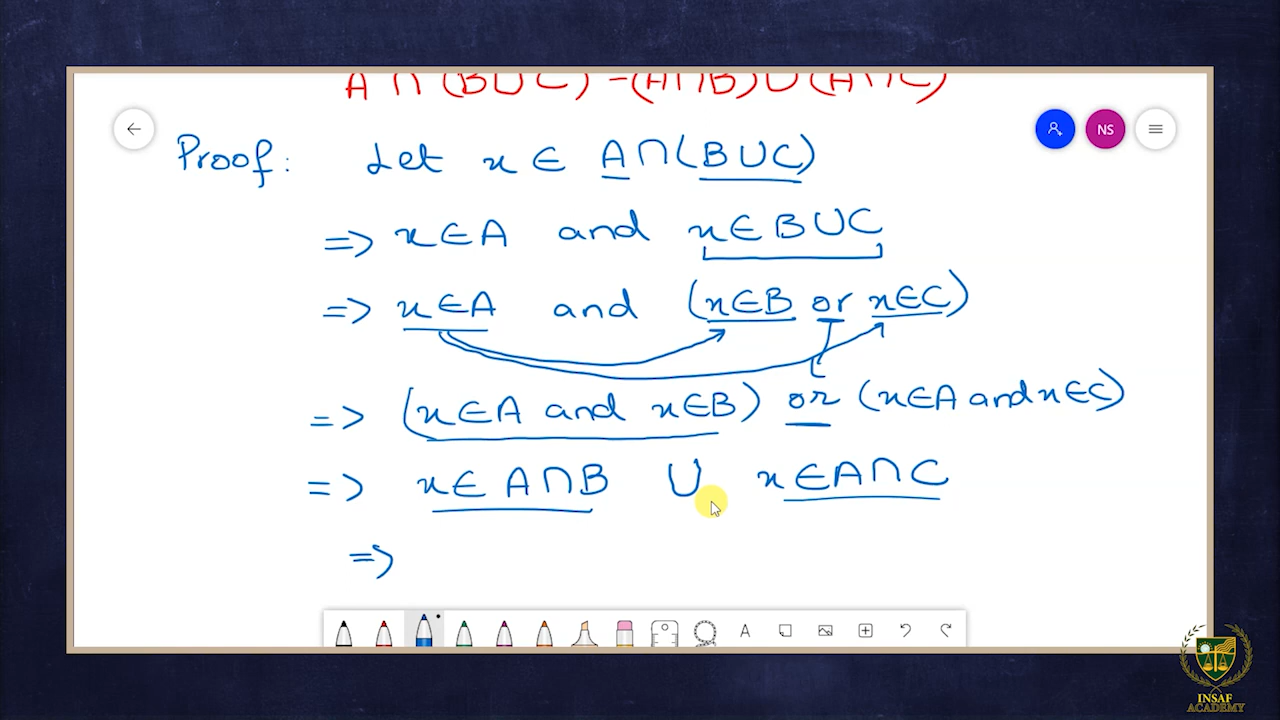 A ∩ (B ∪ C) = (A∩B) ∪ (A∩C)
NS
Proof: Let x ∈ A ∩ (B ∪ C)
=> x ∈ A and x ∈ B ∪ C
=> x ∈ A and (x ∈ B or x ∈ C)
=> (x ∈ A and x ∈ B) or (x ∈ A and x ∈ C)
=> x ∈ A ∩ B ∪ x ∈ A ∩ C
=>
A
INSAF
ACADEMY